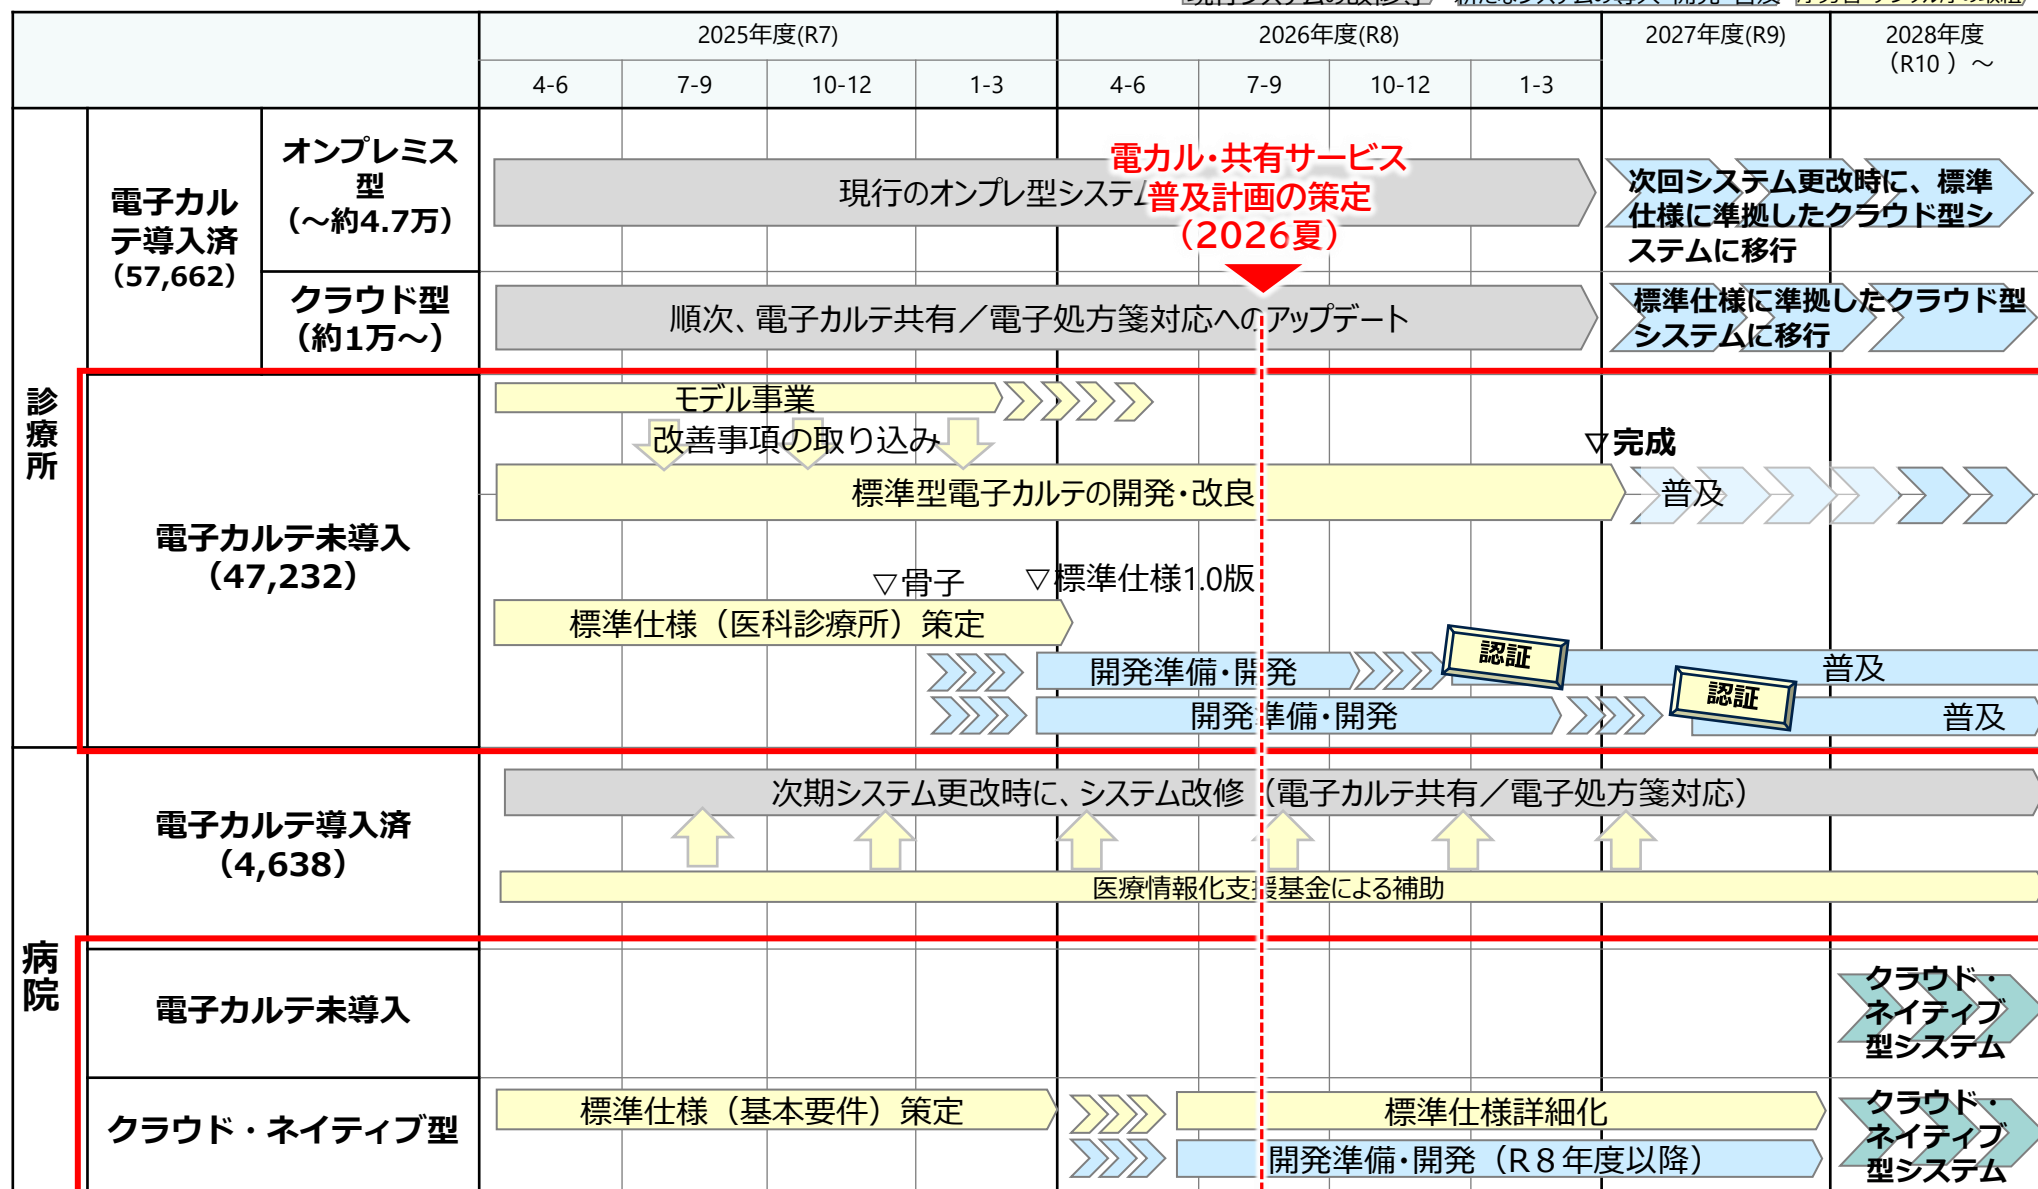 2025年度(R7)
2026年度(R8)
2027年度(R9)
2028年度
（R10 ）～
4-6
7-9
10-12
1-3
4-6
7-9
10-12
1-3
診療所
電子カル
テ導入済
（57,662）
オンプレミス
型
（～約4.7万）
現行のオンプレ型システム
電カル・共有サービス
普及計画の策定
（2026夏）
次回システム更改時に、標準
仕様に準拠したクラウド型シ
ステムに移行
クラウド型
（約1万～）
順次、電子カルテ共有／電子処方箋対応へのアップデート
標準仕様に準拠したクラウド型
システムに移行
電子カルテ未導入
（47,232）
モデル事業
改善事項の取り込み
▽完成
標準型電子カルテの開発・改良
普及
▽骨子
▽標準仕様1.0版
標準仕様（医科診療所）策定
開発準備・開発
認証
普及
開発準備・開発
認証
普及
病院
電子カルテ導入済
（4,638）
次期システム更改時に、システム改修（電子カルテ共有／電子処方箋対応）
医療情報化支援基金による補助
電子カルテ未導入
クラウド・
ネイティブ
型システム
クラウド・ネイティブ型
標準仕様（基本要件）策定
標準仕様詳細化
開発準備・開発（R８年度以降）
クラウド・
ネイティブ
型システム